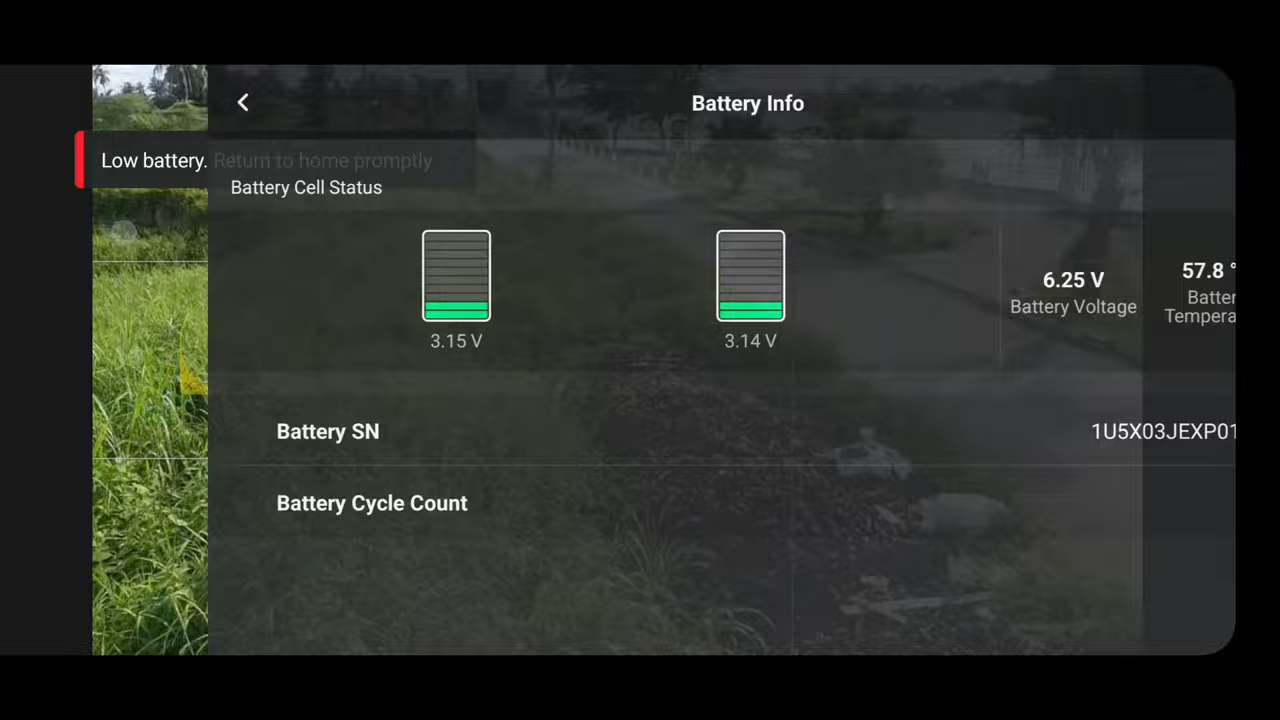 Battery Info
Low battery. Return to home promptly
Battery Cell Status
3.15 V
3.14 V
6.25 V
Battery Voltage
57.8 °
Batter
Tempera
Battery SN
1U5X03JEXP01
Battery Cycle Count